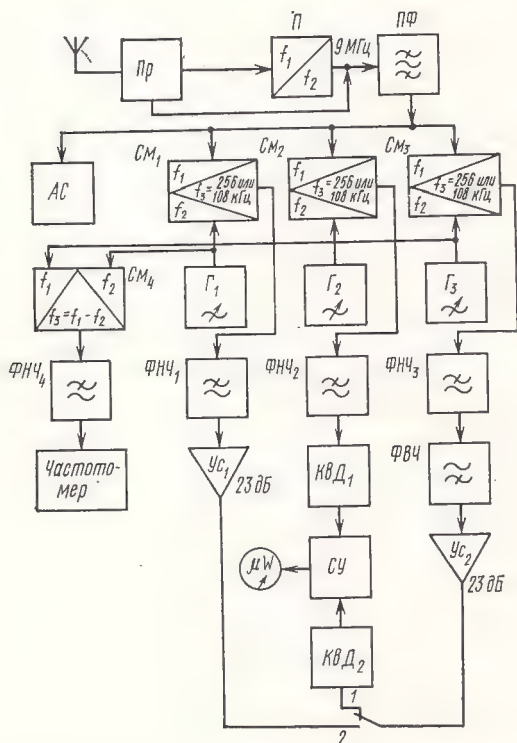 П
Пр
f₁
f₂
9 МГц
ПФ
АС
СМ₁
f₁
f₃=256 или
108 кГц
f₂
СМ₂
f₁
f₃=256 или
108 кГц
f₂
СМ₃
f₁
f₃=256 или
108 кГц
f₂
f₁
f₂
f₃=f₁-f₂
СМ₄
Г₁
Г₂
Г₃
ФНЧ₄
ФНЧ₁
ФНЧ₂
ФНЧ₃
Частото-
мер
Ус₁
23 дБ
КВД₁
ФВЧ
μW
СУ
Ус₂
23 дБ
КВД₂
1
2